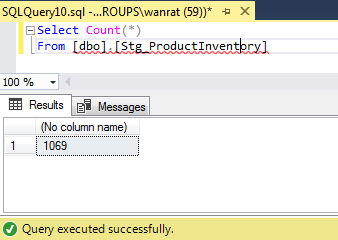 SQLQuery10.sql -...ROUPS\wanrat (59))*
Select Count(*)
From [dbo].[Stg_ProductInventory]
100 %
Results
Messages
(No column name)
1 1069
Query executed successfully.